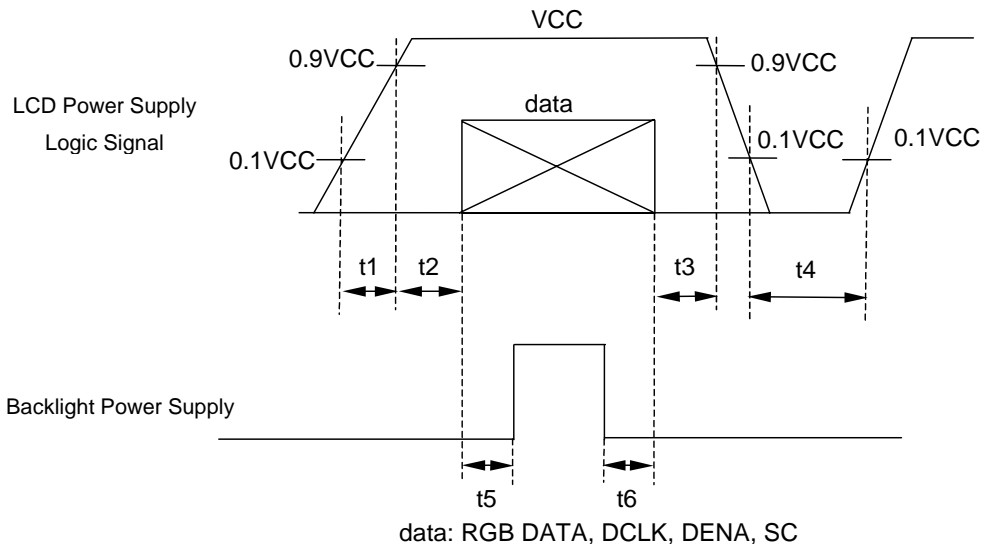 VCC
0.9VCC
0.9VCC
LCD Power Supply
Logic Signal
data
0.1VCC
0.1VCC
0.1VCC
t1
t2
t3
t4
Backlight Power Supply
t5
t6
data: RGB DATA, DCLK, DENA, SC